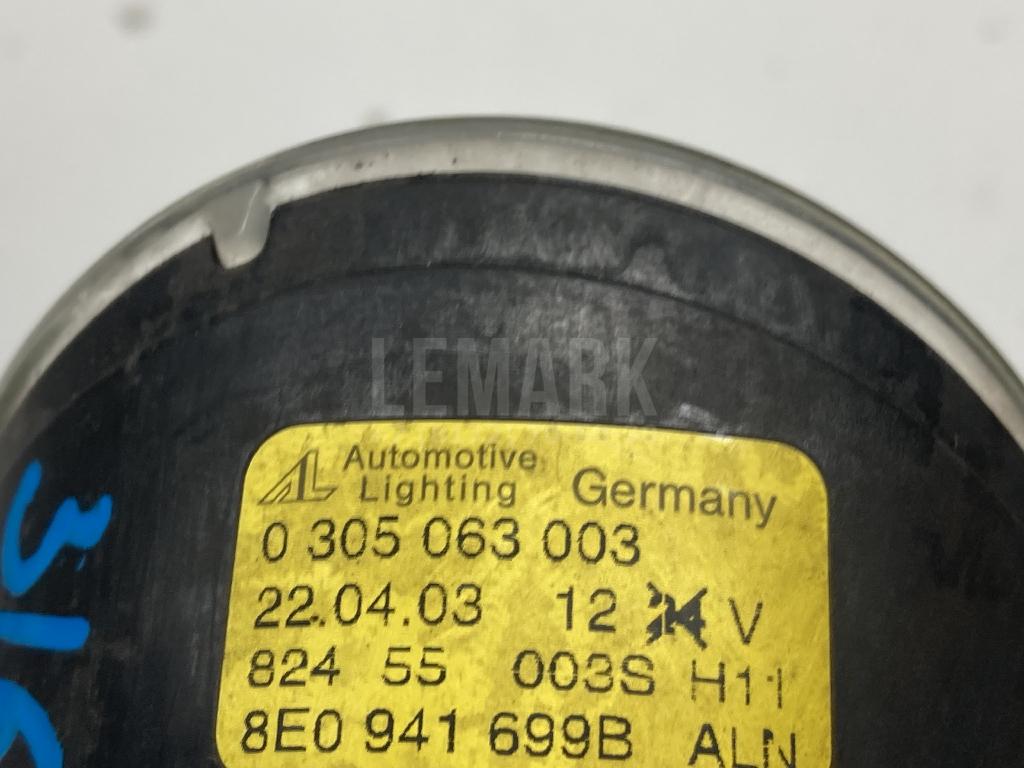 LEMARK
Automotive
Lighting Germany
0 305 063 003
22.04.03 12 V
824 55 003S H11
8E0 941 699B ALN